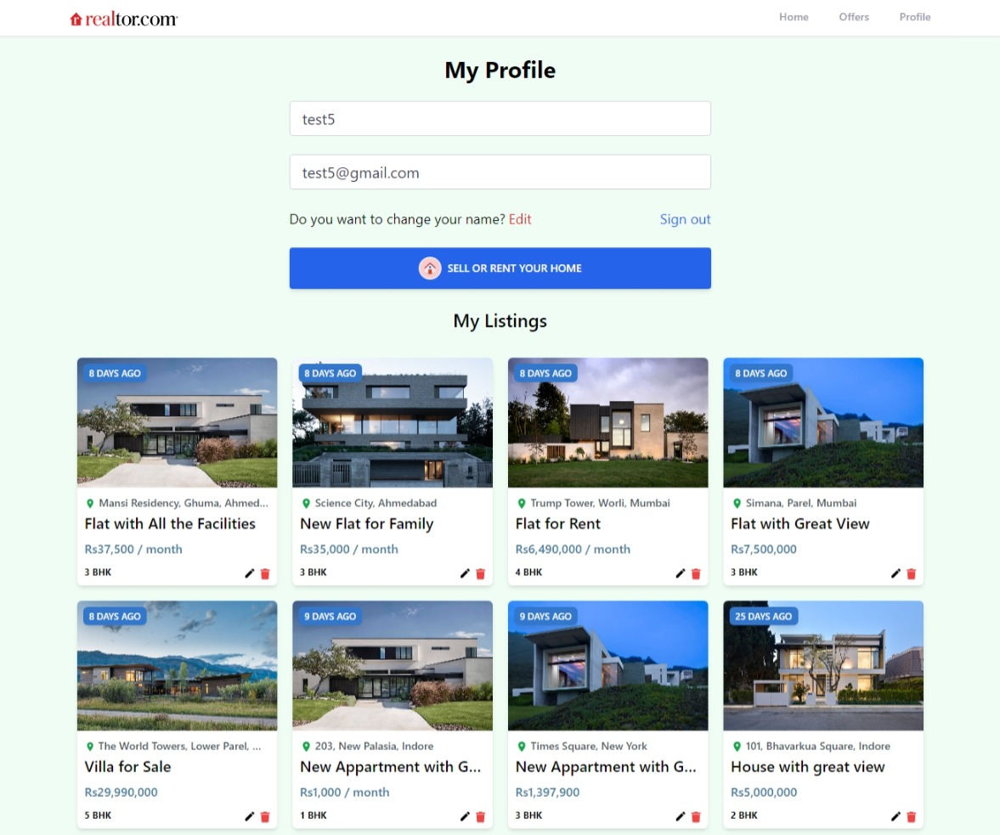 realtor.com
Home Offers Profile
My Profile
test5
test5@gmail.com
Do you want to change your name? Edit Sign out
SELL OR RENT YOUR HOME
My Listings
8 DAYS AGO
Mansi Residency, Ghuma, Ahmed...
Flat with All the Facilities
Rs37,500 / month
3 BHK
8 DAYS AGO
Science City, Ahmedabad
New Flat for Family
Rs35,000 / month
3 BHK
8 DAYS AGO
Trump Tower, Worli, Mumbai
Flat for Rent
Rs6,490,000 / month
4 BHK
8 DAYS AGO
Simana, Parel, Mumbai
Flat with Great View
Rs7,500,000
3 BHK
8 DAYS AGO
The World Towers, Lower Parel, ...
Villa for Sale
Rs29,990,000
5 BHK
9 DAYS AGO
203, New Palasia, Indore
New Appartment with G...
Rs1,000 / month
1 BHK
9 DAYS AGO
Times Square, New York
New Appartment with G...
Rs1,397,900
3 BHK
25 DAYS AGO
101, Bhavarkua Square, Indore
House with great view
Rs5,000,000
2 BHK